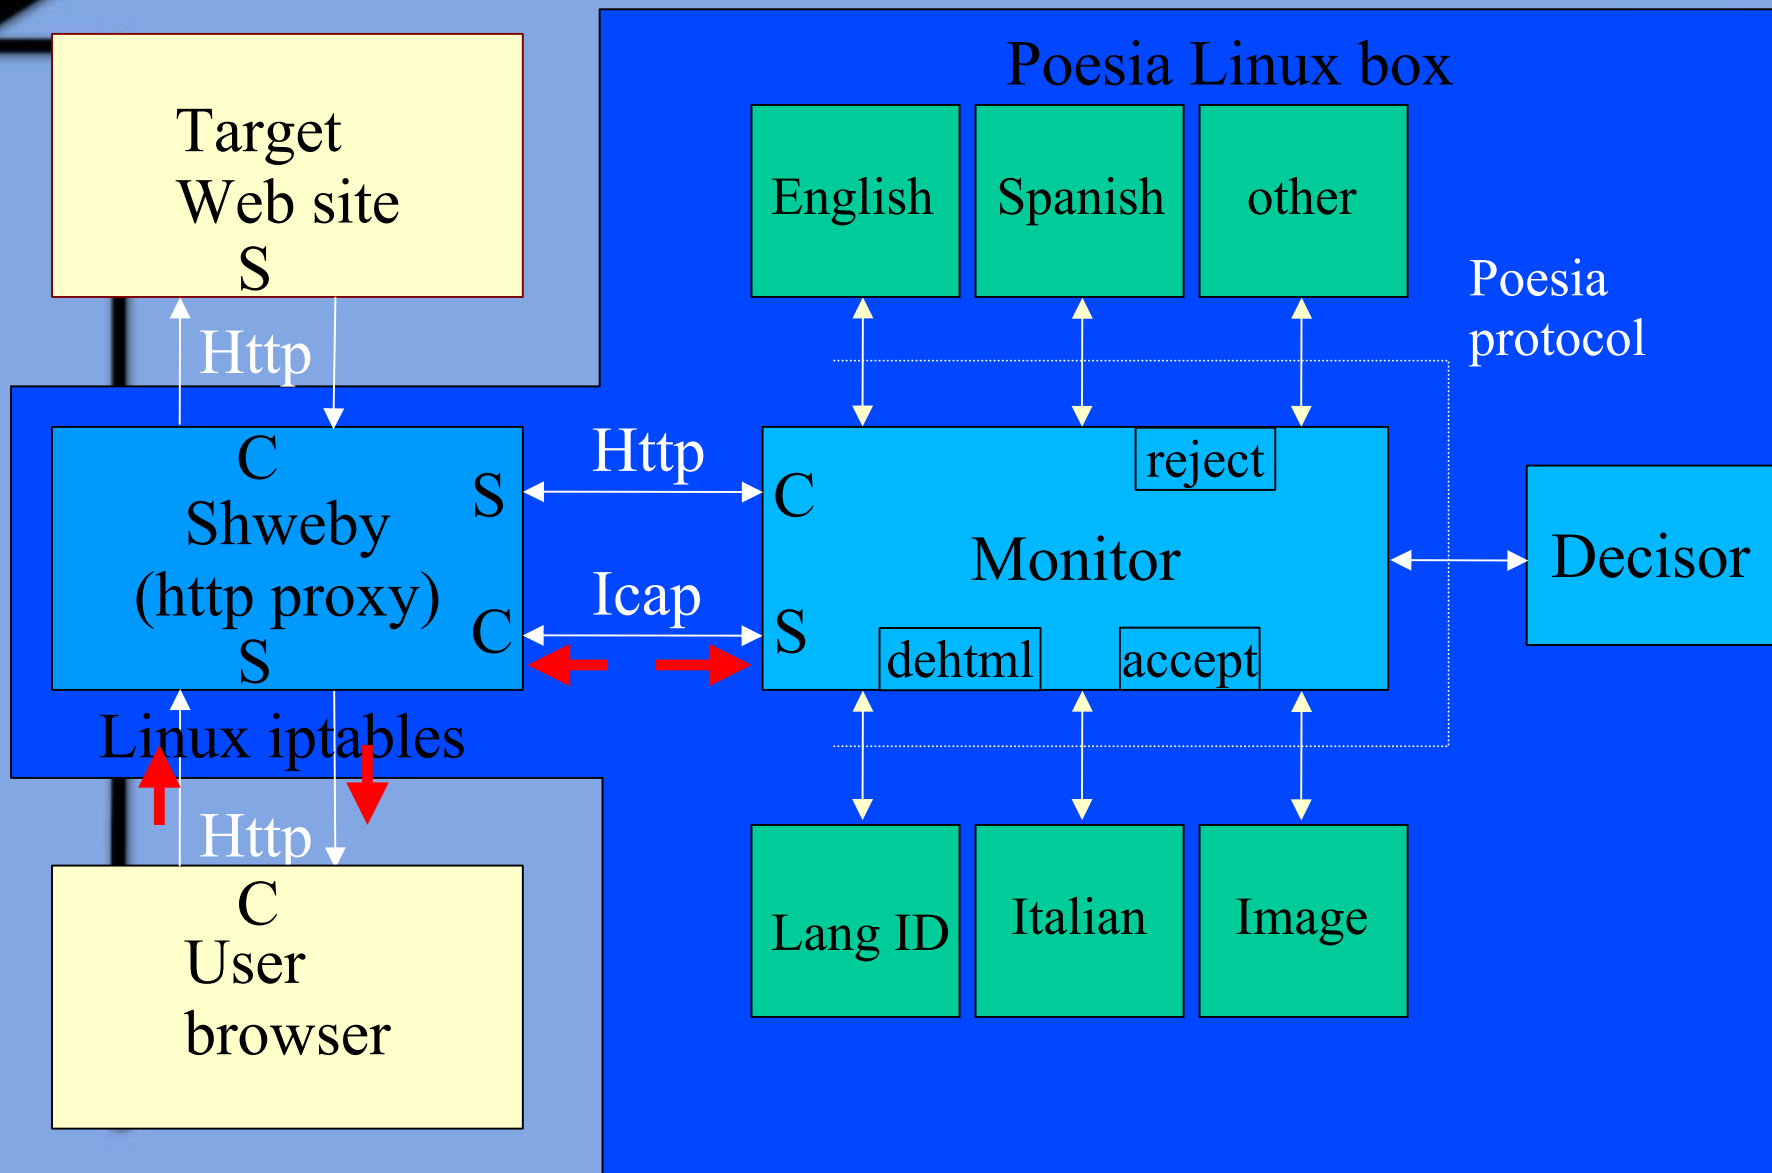 Poesia Linux box
Target
Web site
S
English
Spanish
other
Poesia
protocol
Http
C
Shweby
(http proxy)
S
C
S
Http
Icap
C
S
reject
Monitor
dehtml
accept
Decisor
Linux iptables
Http
C
User
browser
Lang ID
Italian
Image